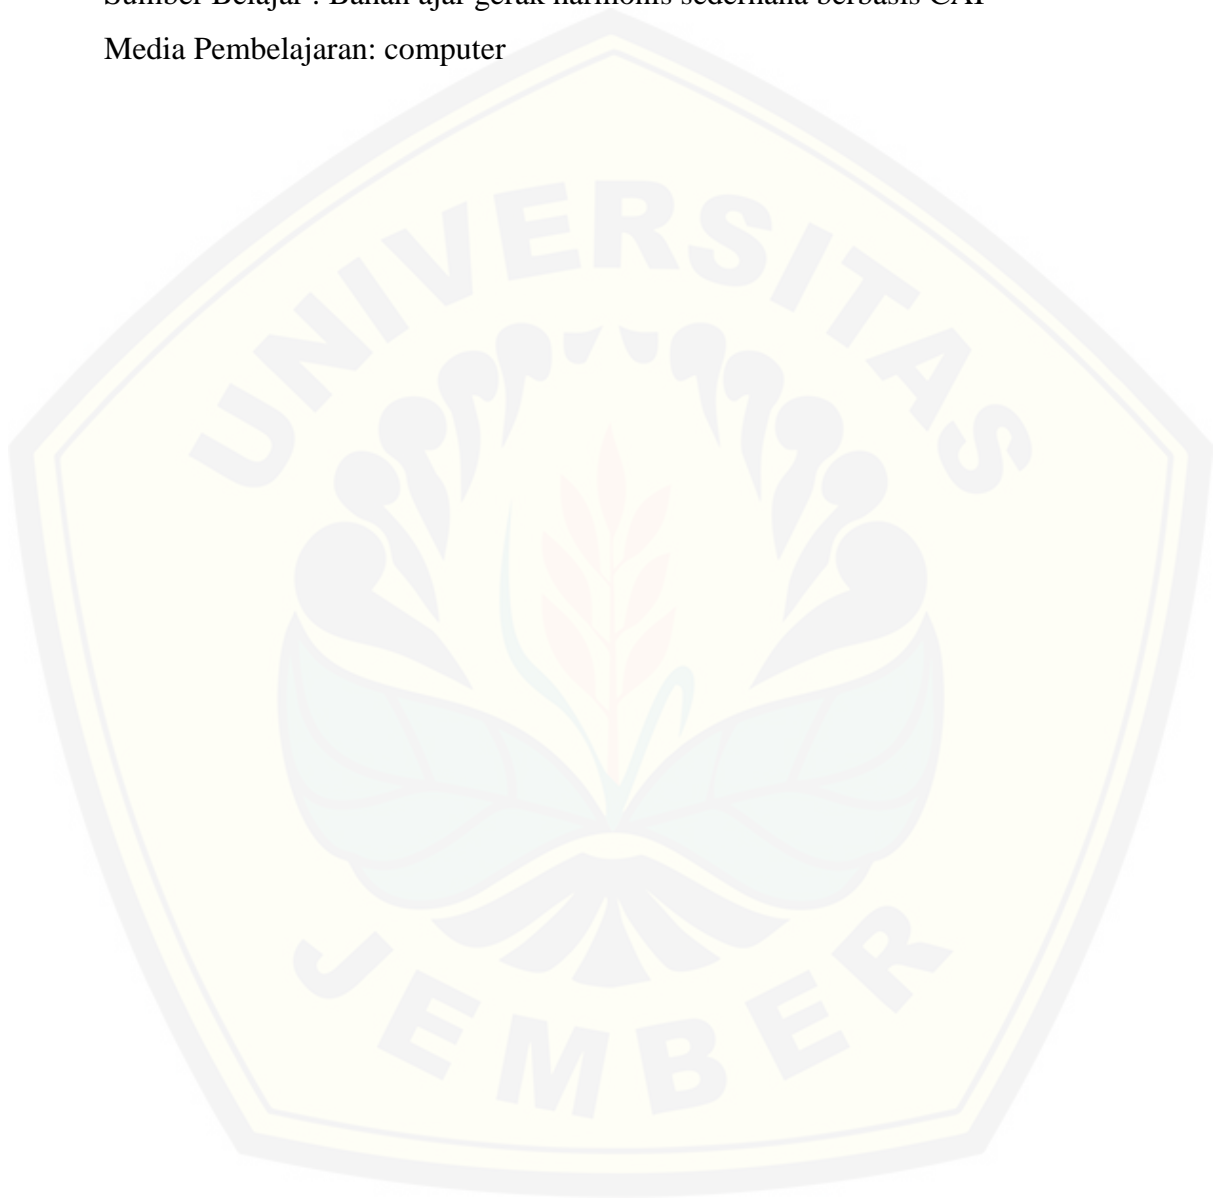 Sumber Belajar : Bahan ajar gerak harmonis sederhana berbasis CAI
Media Pembelajaran: computer
UNIVERSITAS
JEMBER